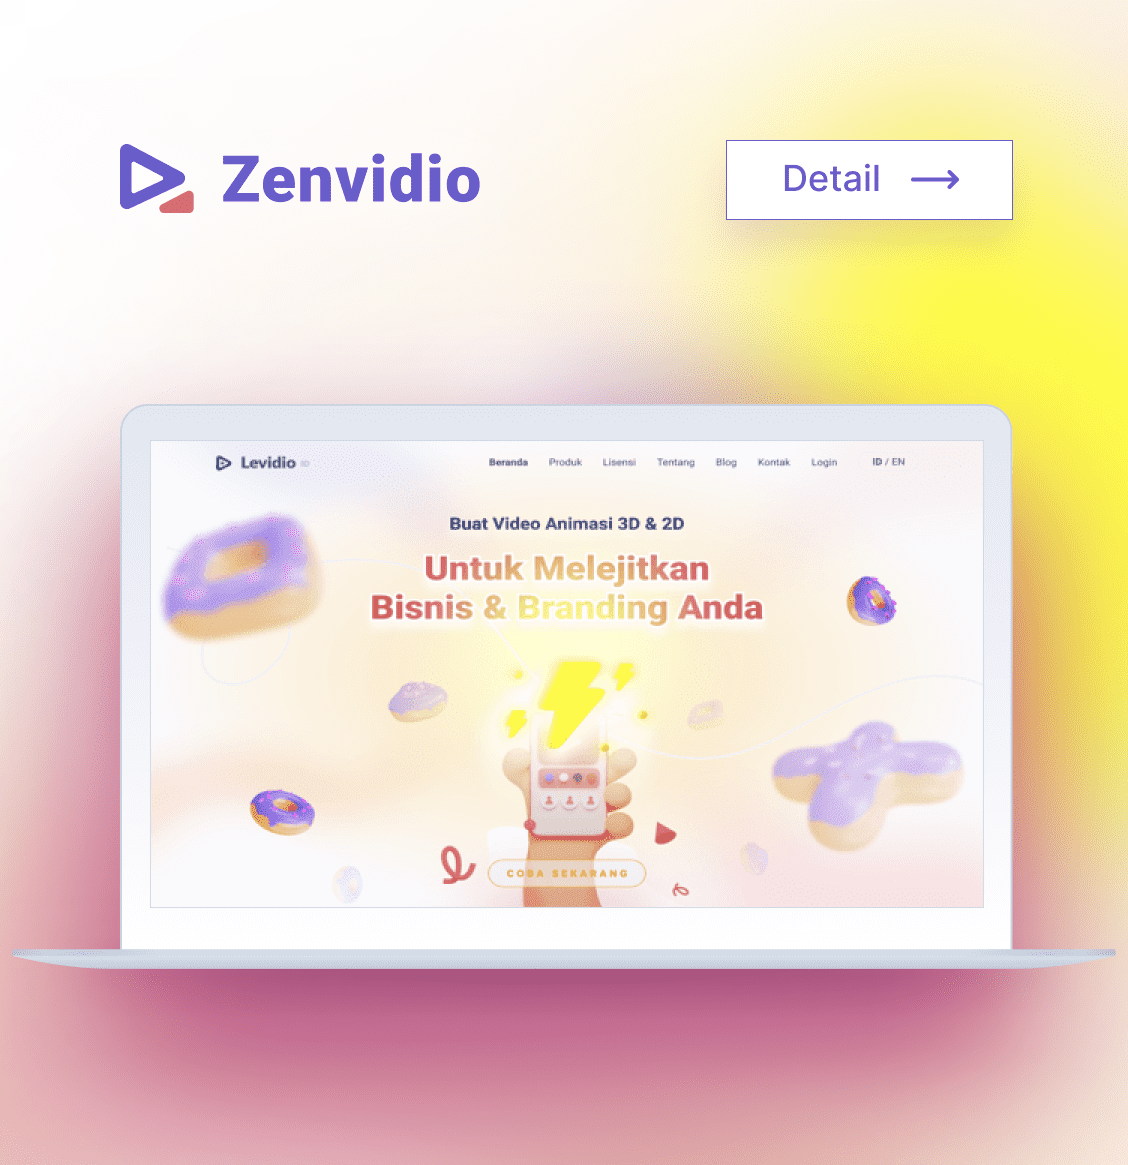 Zenvidio
Detail
Levidio ID
Beranda Produk Lisensi Tentang Blog Kontak Login ID / EN
Buat Video Animasi 3D & 2D
Untuk Melejitkan
Bisnis & Branding Anda
COBA SEKARANG